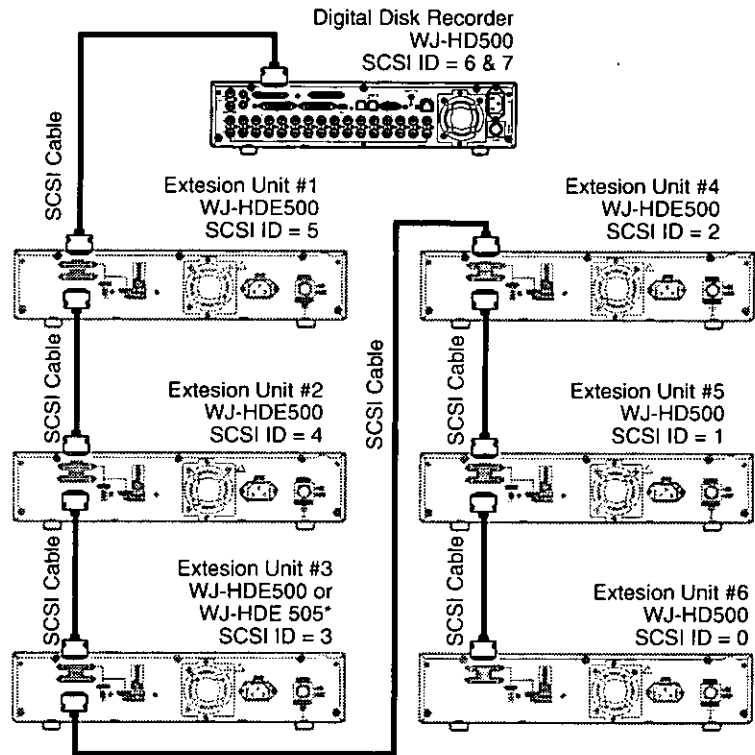 Digital Disk Recorder
WJ-HD500
SCSI ID = 6 & 7
SCSI Cable
Extesion Unit #1
WJ-HDE500
SCSI ID = 5
SCSI Cable
Extesion Unit #2
WJ-HDE500
SCSI ID = 4
SCSI Cable
Extesion Unit #3
WJ-HDE500 or
WJ-HDE 505*
SCSI ID = 3
SCSI Cable
Extesion Unit #4
WJ-HDE500
SCSI ID = 2
SCSI Cable
Extesion Unit #5
WJ-HD500
SCSI ID = 1
SCSI Cable
Extesion Unit #6
WJ-HD500
SCSI ID = 0